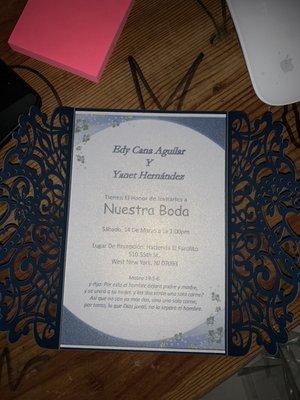 Edy Cans Aguilar
Y
Yanet Hernández
Tienen El Honor de Invitarles a
Nuestra Boda
Sábado, 14 De Marzo a la 1:00pm
Lugar De Recepción: Hacienda El Farolito
510 55th St.
West New York, NJ 07093
Mateo 19:5-6
y dijo: Por esto el hombre dejará padre y madre,
y se unirá a su mujer, y los dos serán una sola carne?
Así que no son ya más dos, sino una sola carne;
por tanto, lo que Dios juntó, no lo separe el hombre.